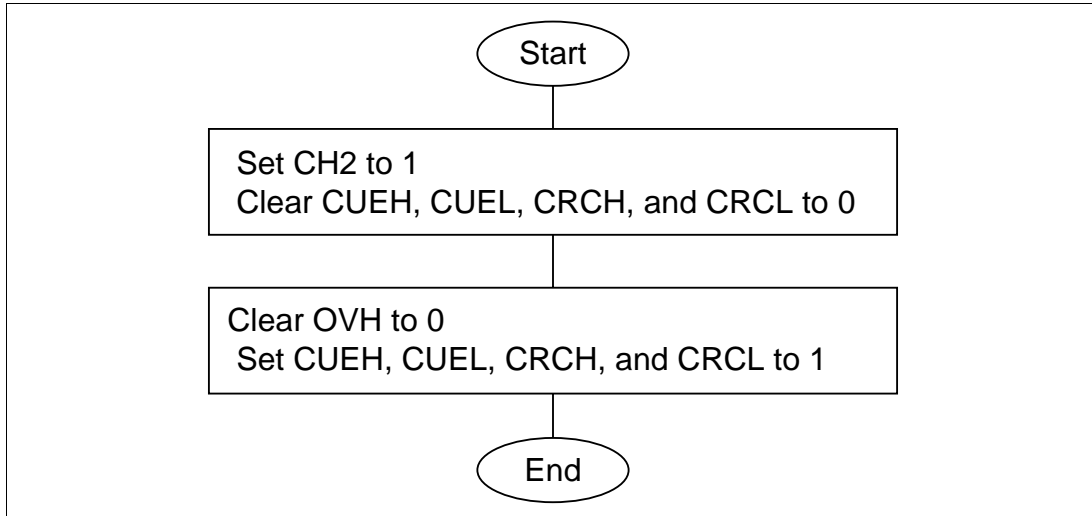 Start
Set CH2 to 1
Clear CUEH, CUEL, CRCH, and CRCL to 0
Clear OVH to 0
Set CUEH, CUEL, CRCH, and CRCL to 1
End